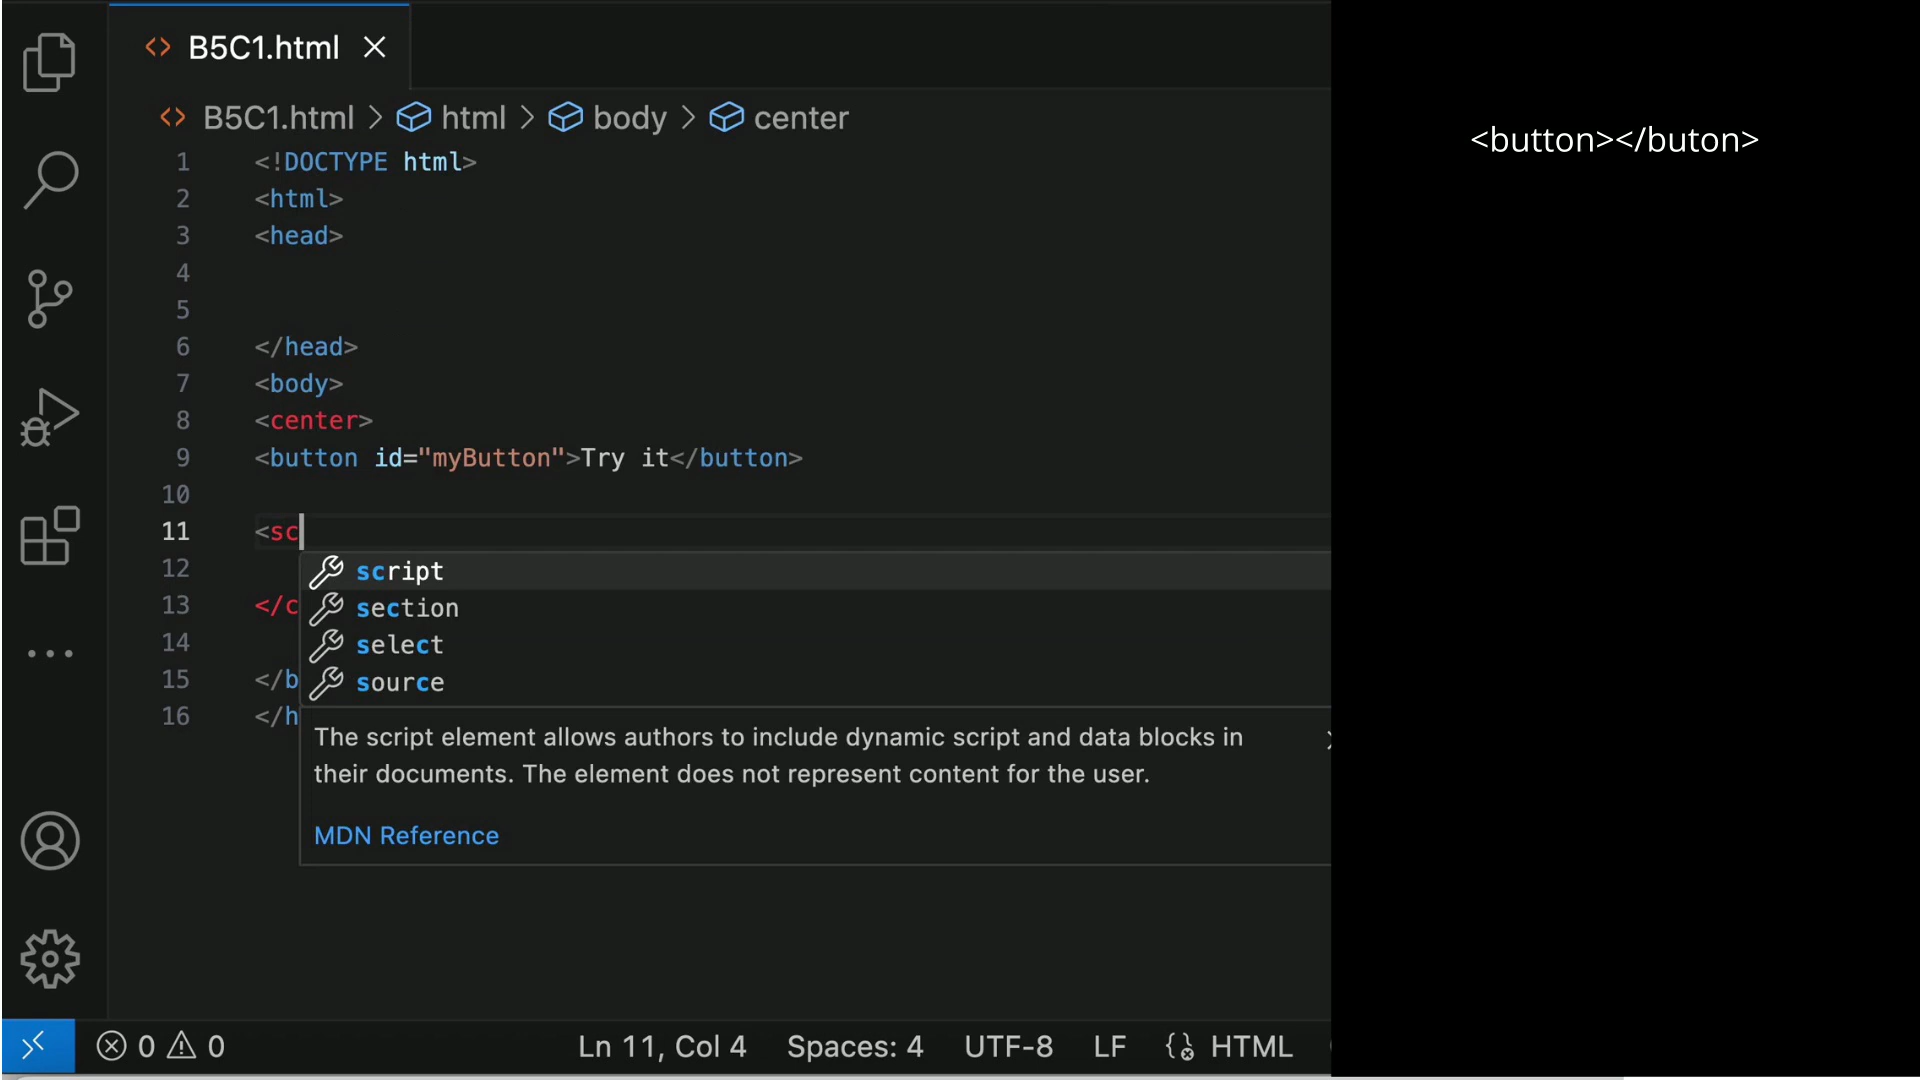 B5C1.html
B5C1.html > html > body > center
1 <!DOCTYPE html>
2 <html>
3 <head>
4
5
6 </head>
7 <body>
8 <center>
9 <button id="myButton">Try it</button>
10
11 <sc
12 script
section
13 </c
select
14
source
15 </b
16 </h
The script element allows authors to include dynamic script and data blocks in
their documents. The element does not represent content for the user.
MDN Reference
0 0 Ln 11, Col 4 Spaces: 4 UTF-8 LF HTML
<button></buton>